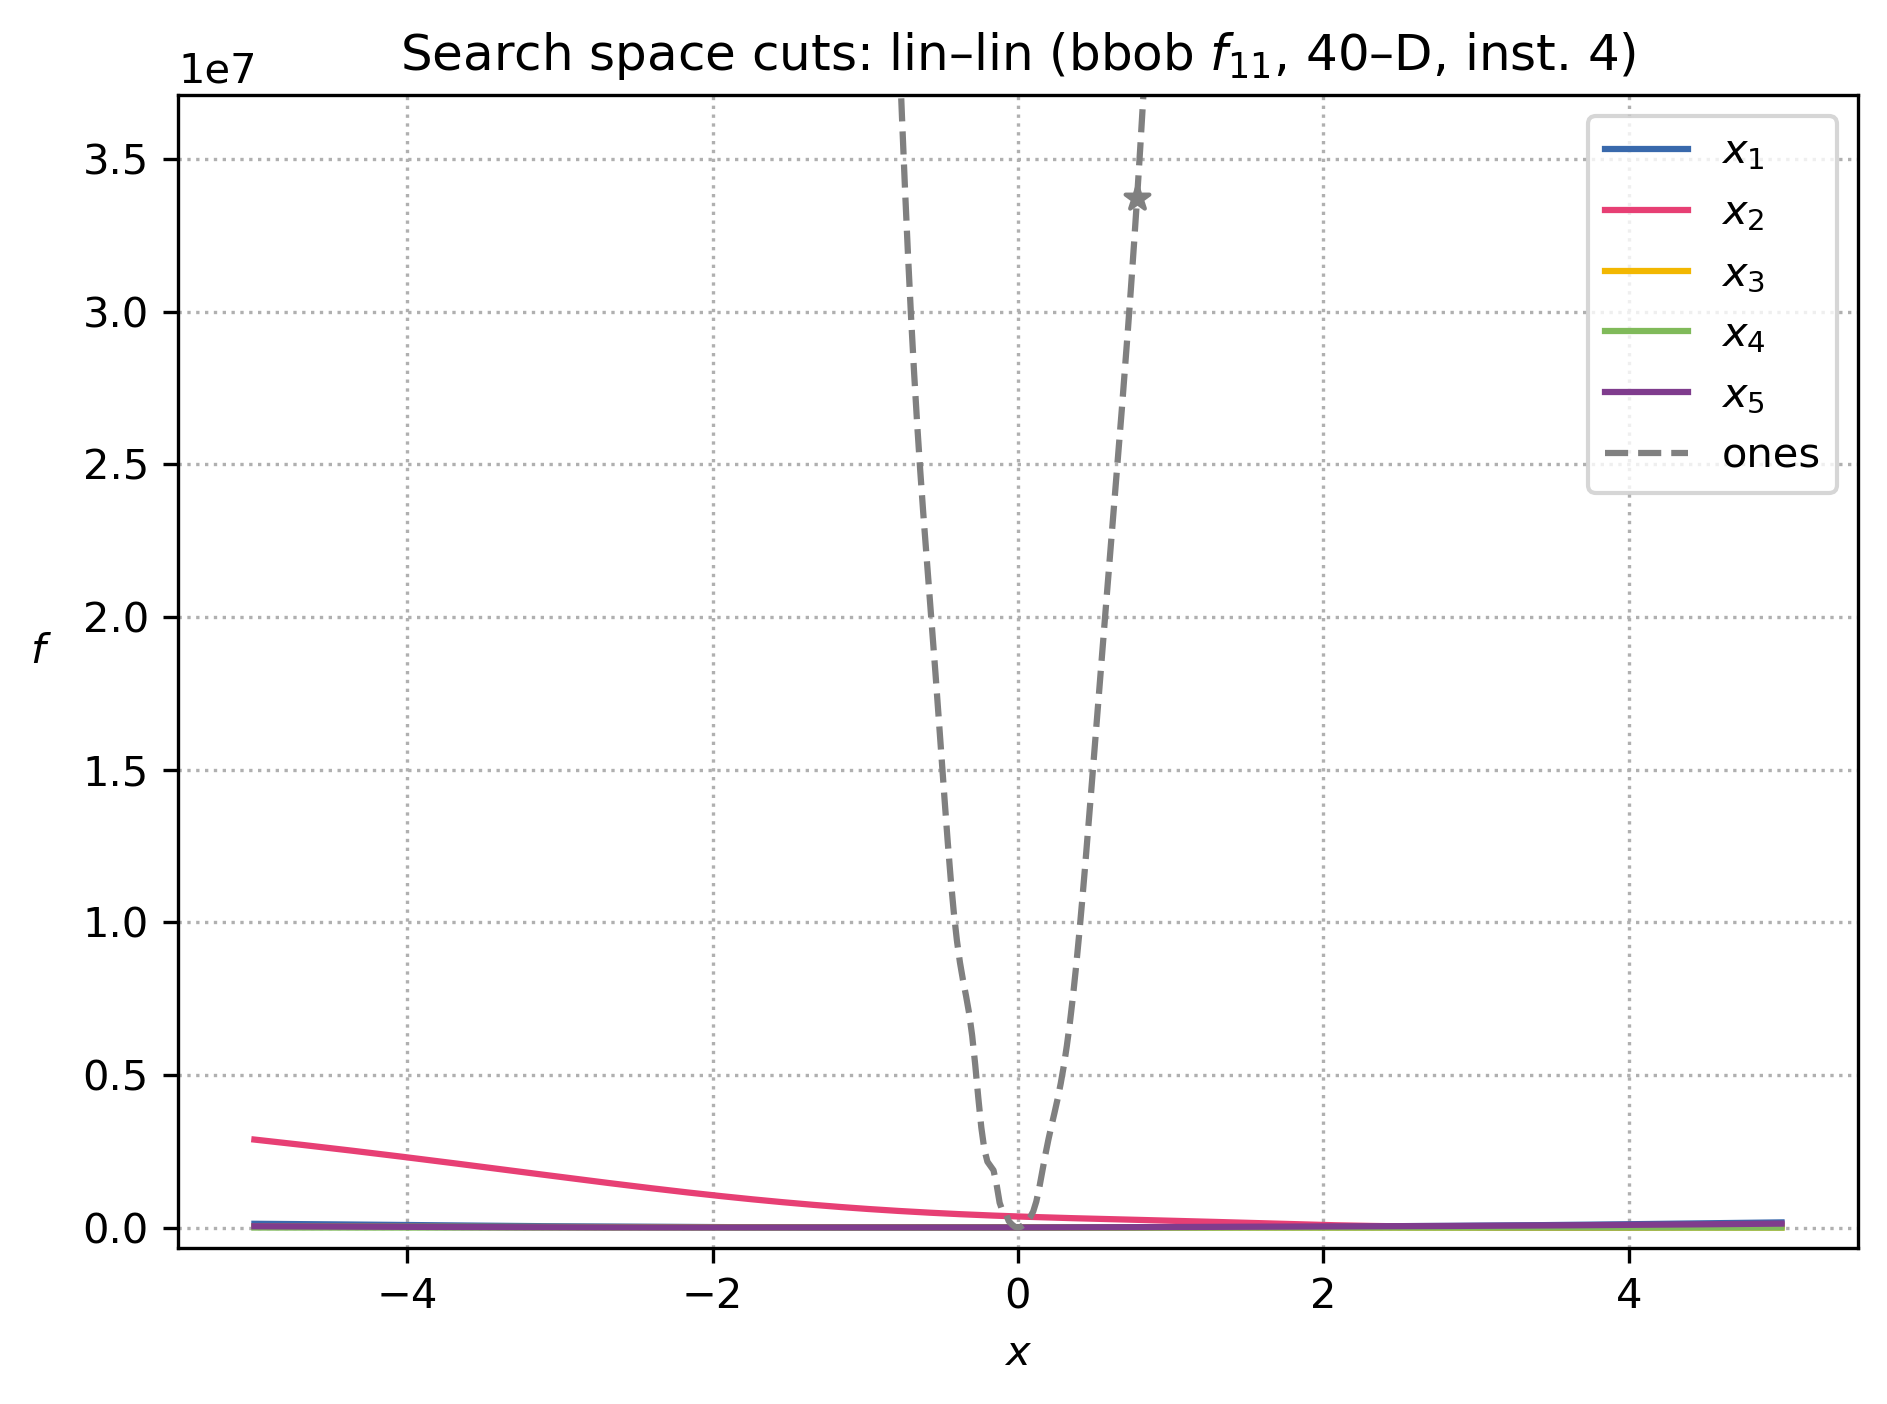 Search space cuts: lin–lin (bbob f₁₁, 40–D, inst. 4)
1e7
3.5
3.0
2.5
2.0
1.5
1.0
0.5
0.0
f
−4
−2
0
2
4
x
x₁
x₂
x₃
x₄
x₅
ones